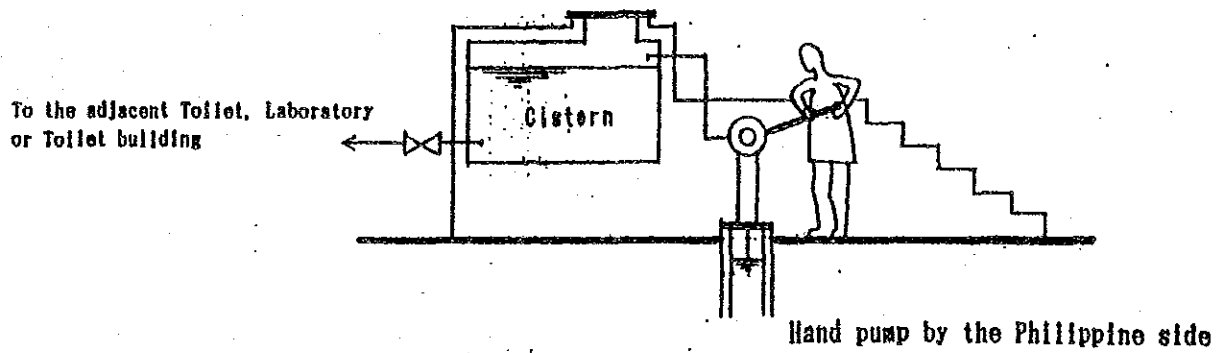 To the adjacent Toilet, Laboratory
or Toilet building
Cistern
Hand pump by the Philippine side